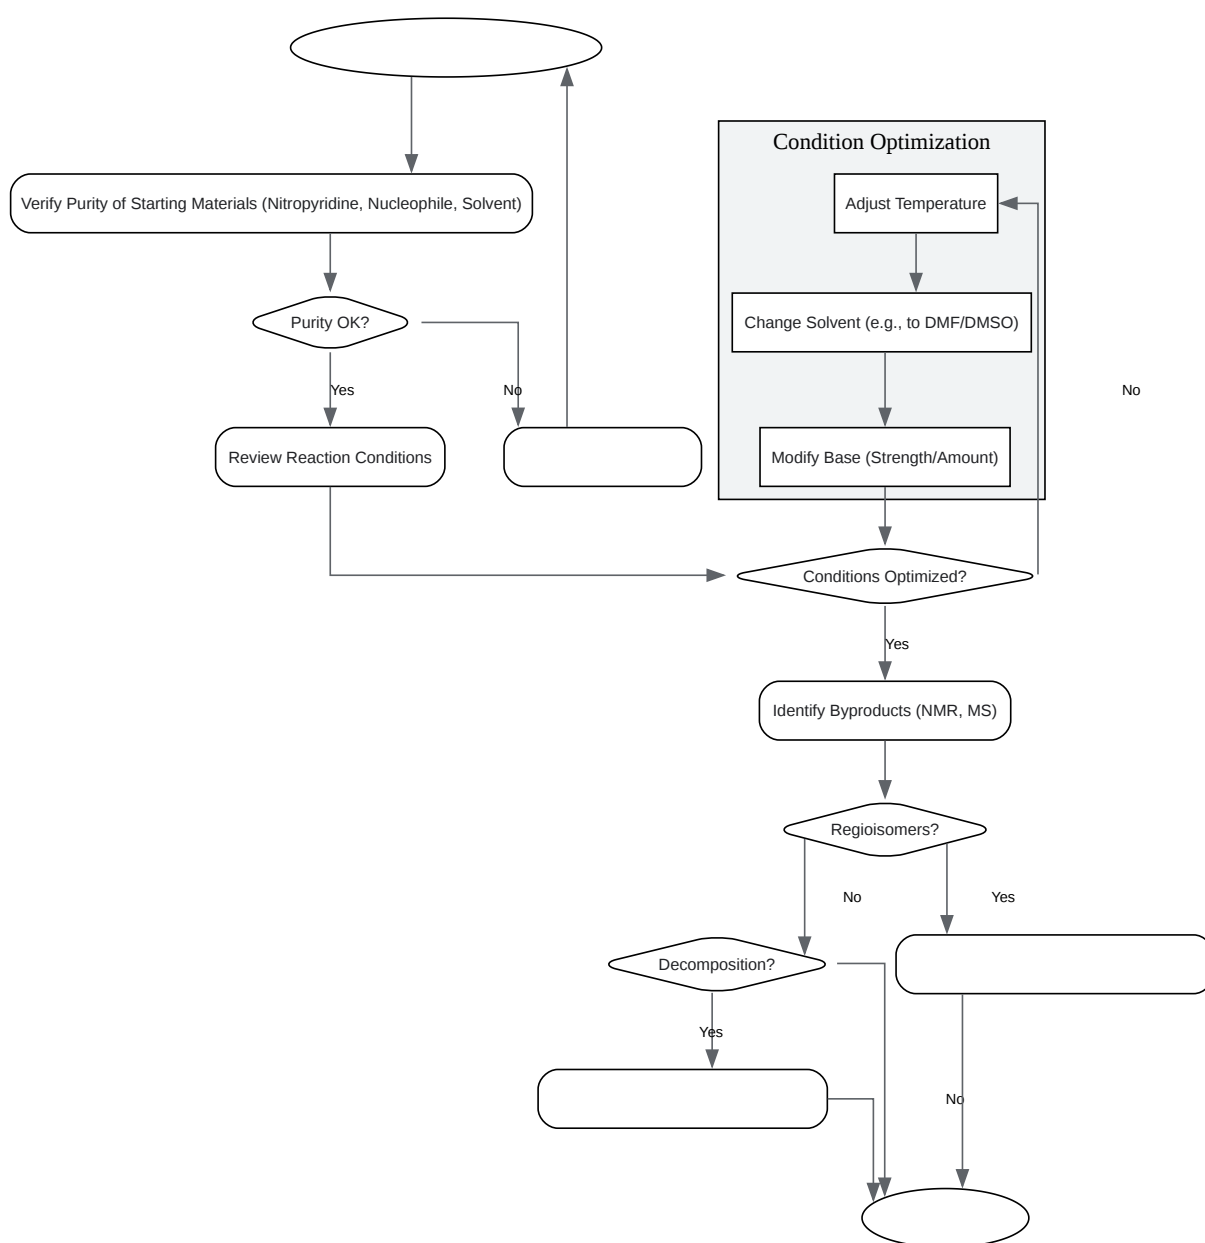 Condition Optimization
Verify Purity of Starting Materials (Nitropyridine, Nucleophile, Solvent)
Adjust Temperature
Purity OK?
Change Solvent (e.g., to DMF/DMSO)
Yes
No
No
Review Reaction Conditions
Modify Base (Strength/Amount)
Conditions Optimized?
Yes
Identify Byproducts (NMR, MS)
Regioisomers?
No
Yes
Decomposition?
Yes
No